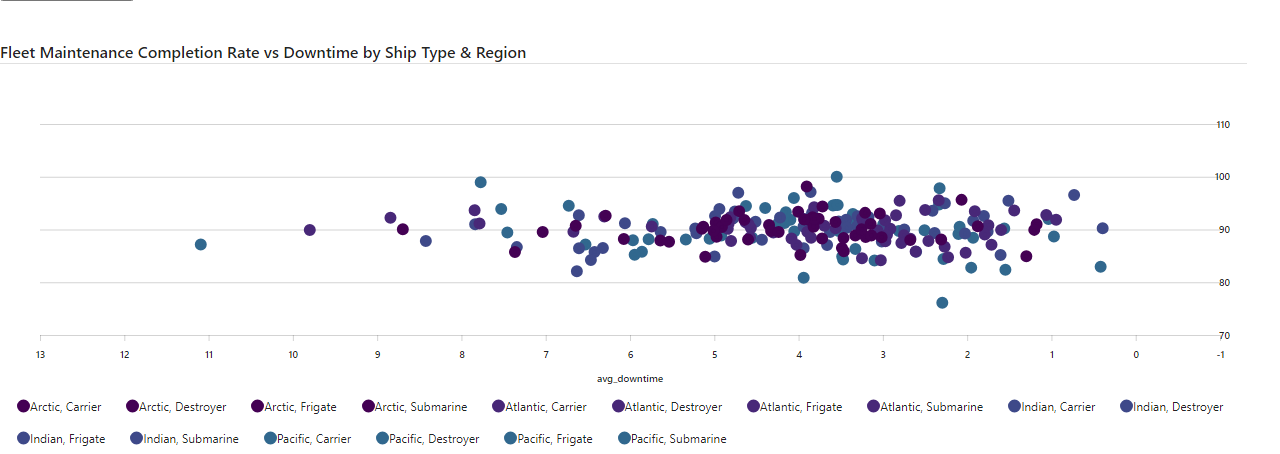 Fleet Maintenance Completion Rate vs Downtime by Ship Type & Region
110
100
90
80
70
13 12 11 10 9 8 7 6 5 4 3 2 1 0 -1
avg_downtime
Arctic, Carrier Arctic, Destroyer Arctic, Frigate Arctic, Submarine Atlantic, Carrier Atlantic, Destroyer Atlantic, Frigate Atlantic, Submarine Indian, Carrier Indian, Destroyer
Indian, Frigate Indian, Submarine Pacific, Carrier Pacific, Destroyer Pacific, Frigate Pacific, Submarine